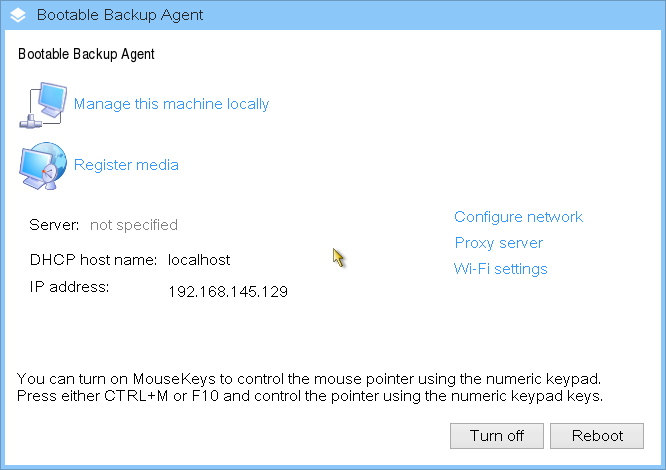 Bootable Backup Agent
Bootable Backup Agent
Manage this machine locally
Register media
Server: not specified
Configure network
Proxy server
DHCP host name: localhost
Wi-Fi settings
IP address: 192.168.145.129
You can turn on MouseKeys to control the mouse pointer using the numeric keypad.
Press either CTRL+M or F10 and control the pointer using the numeric keypad keys.
Turn off
Reboot